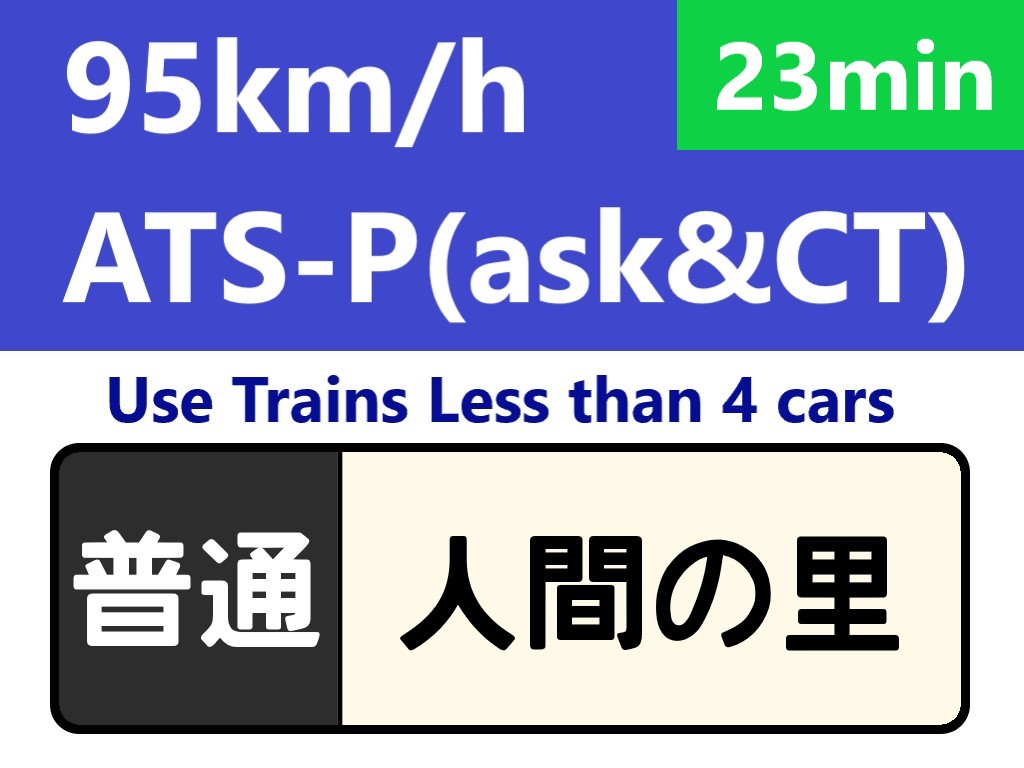 95km/h
23min
ATS-P(ask&CT)
Use Trains Less than 4 cars
普通 人間の里